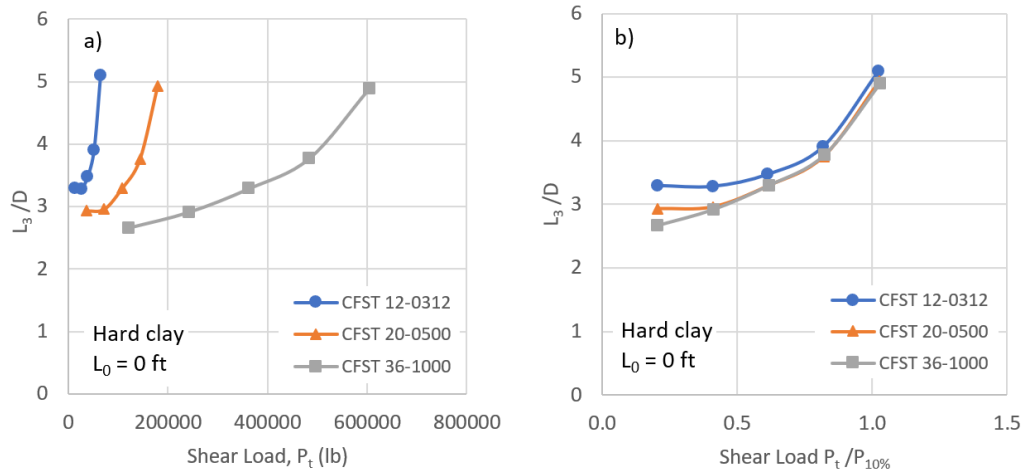 a)
6
5
4
3
2
1
0
L₃/D
Hard clay
L₀ = 0 ft
CFST 12-0312
CFST 20-0500
CFST 36-1000
0 200000 400000 600000 800000
Shear Load, Pₜ (lb)
b)
6
5
4
3
2
1
0
L₃/D
Hard clay
L₀ = 0 ft
CFST 12-0312
CFST 20-0500
CFST 36-1000
0.0 0.5 1.0 1.5
Shear Load Pₜ/P₁₀%